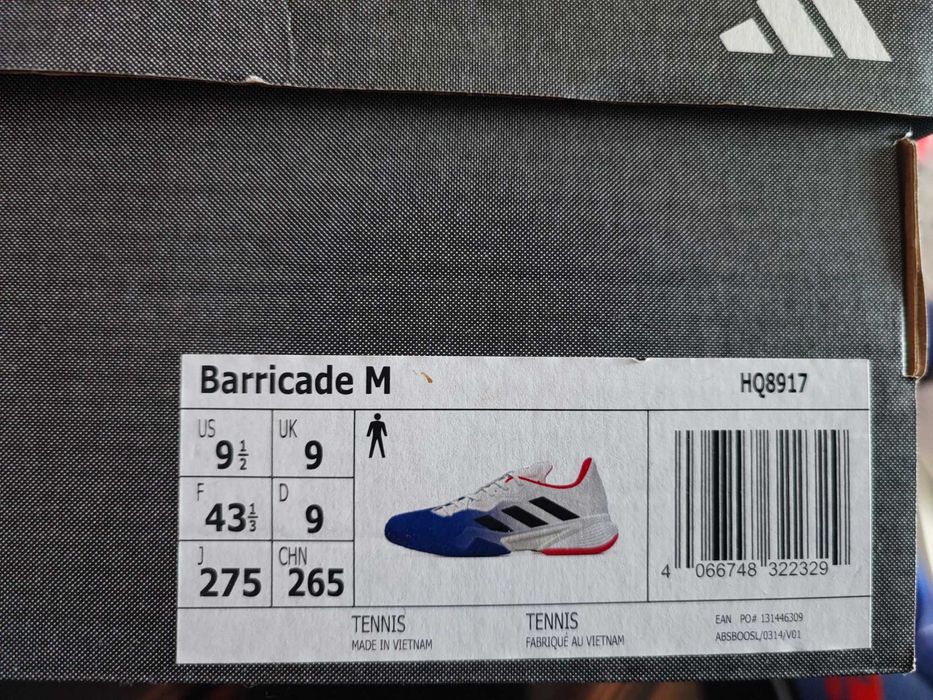 Barricade M HQ8917
US 9 1/2 UK 9
F 43 1/3 D 9
J 275 CHN 265
4 066748 322329
TENNIS TENNIS EAN PO# 131446309
MADE IN VIETNAM FABRIQUÉ AU VIETNAM ABSBOOSL/0314/V01